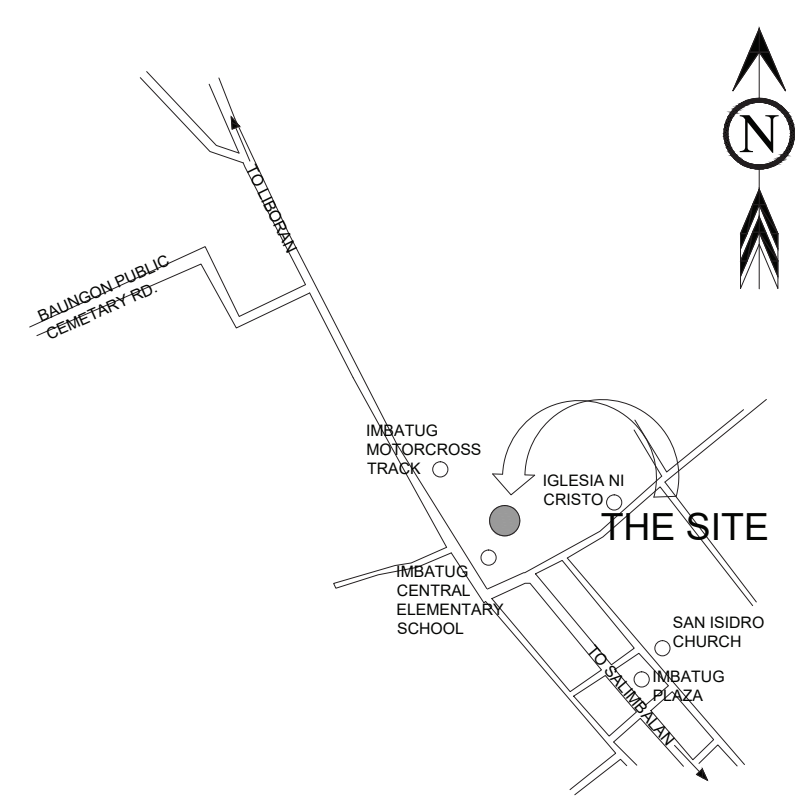 N
TO LIBORAN
BAUNGON PUBLIC
CEMETARY RD.
IMBATUG
MOTORCROSS
TRACK
IGLESIA NI
CRISTO
THE SITE
IMBATUG
CENTRAL
ELEMENTARY
SCHOOL
SAN ISIDRO
CHURCH
TO SALIMBALAN
IMBATUG
PLAZA